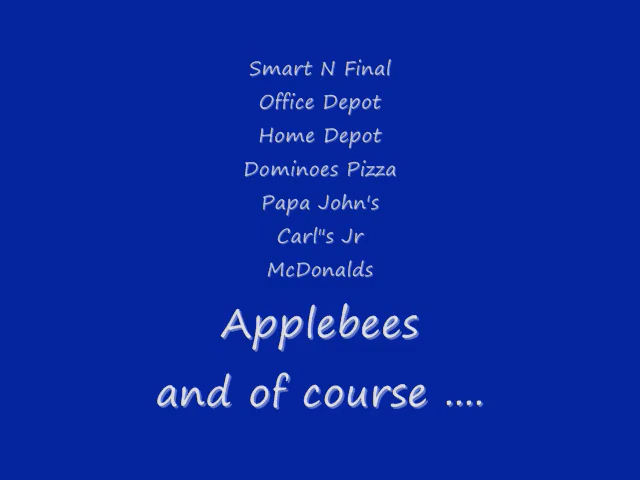 Smart N Final
Office Depot
Home Depot
Dominoes Pizza
Papa John's
Carl"s Jr
McDonalds
Applebees
and of course ....